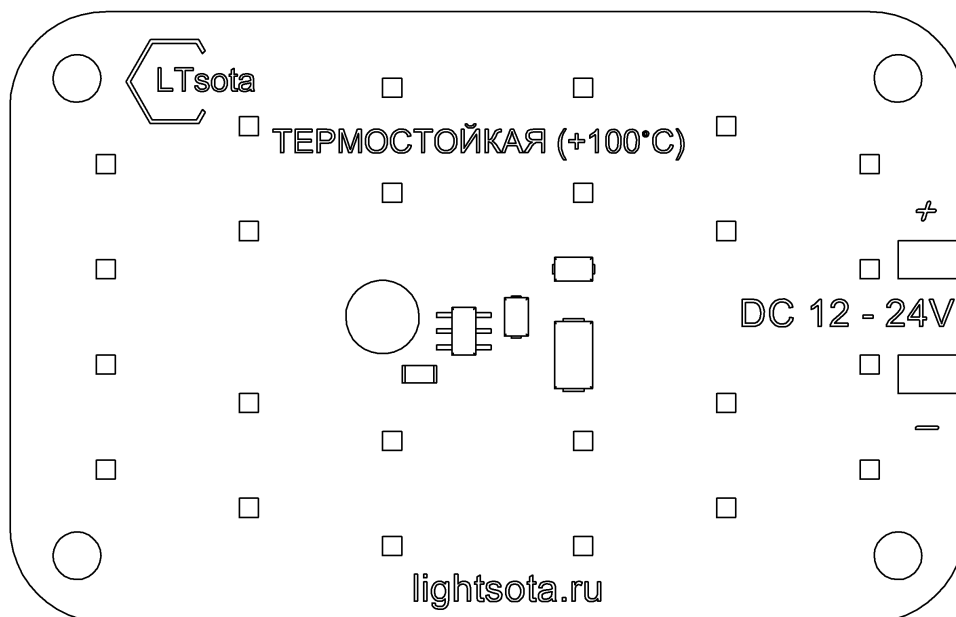 LTsota
ТЕРМОСТОЙКАЯ (+100°С)
+
DC 12 - 24V
–
lightsota.ru